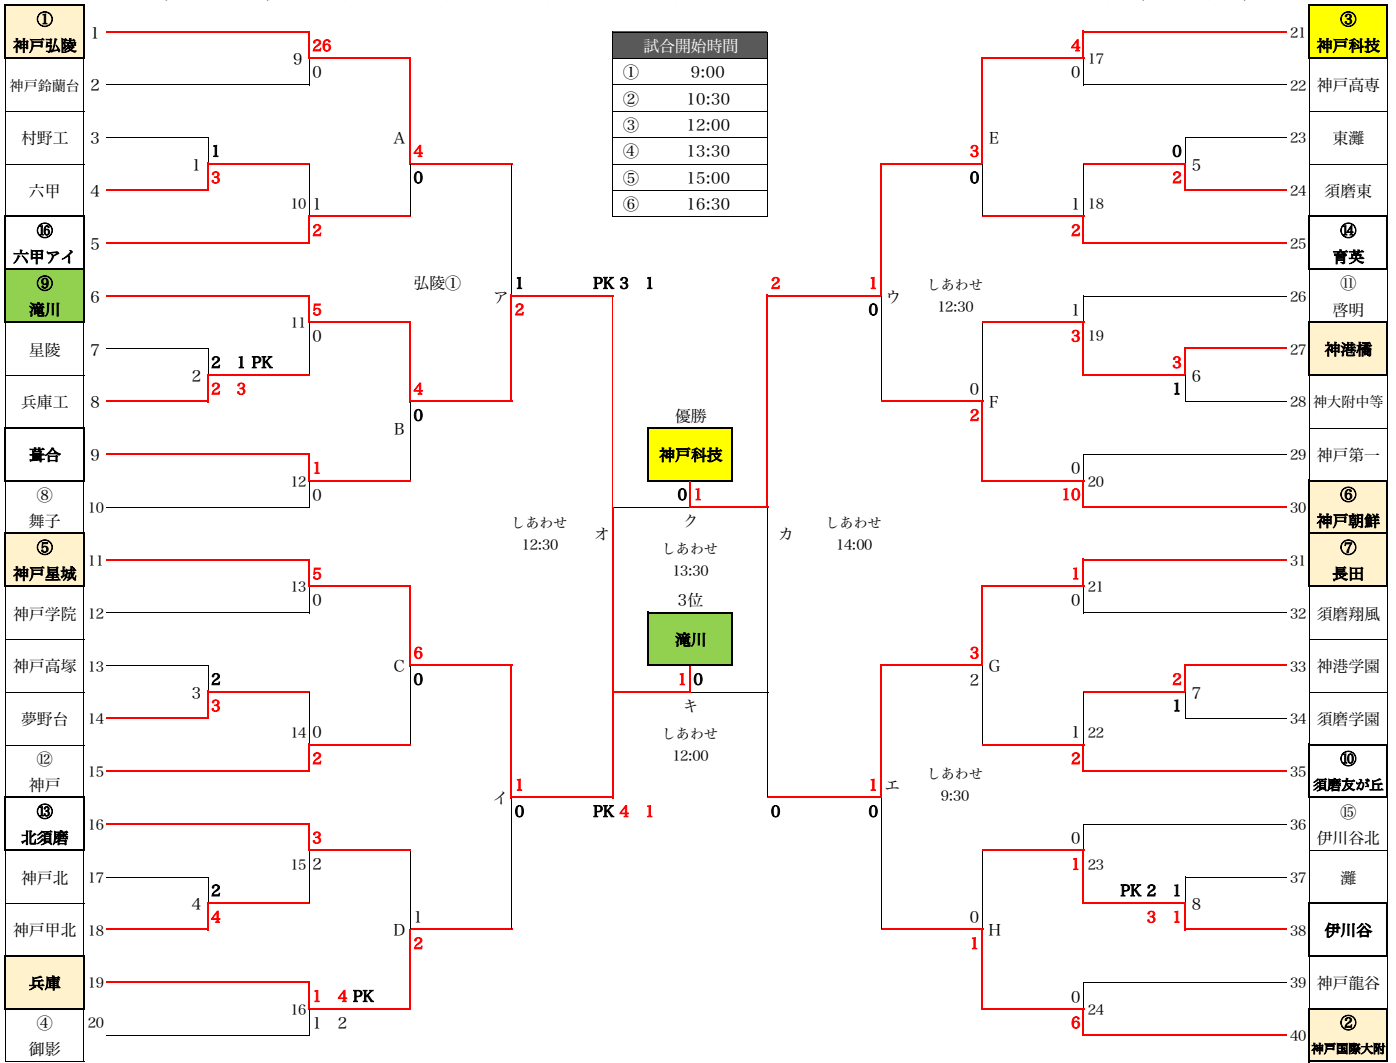 ①
神戸弘陵 1
神戸鈴蘭台 2
村野工 3
六甲 4
⑯
六甲アイ 5
⑨
滝川 6
星陵 7
兵庫工 8
葺合 9
⑧
舞子 10
⑤
神戸星城 11
神戸学院 12
神戸高塚 13
夢野台 14
⑫
神戸 15
⑬
北須磨 16
神戸北 17
神戸甲北 18
兵庫 19
④
御影 20
1
1
3
2
2 1 PK
2 3
3
2
3
4
2
4
9
26
0
10
1
2
11
5
0
12
1
0
13
5
0
14
0
2
15
3
2
16
1 4 PK
1 2
A
4
0
B
4
0
C
6
0
D
1
2
弘陵①
ア
1
2
イ
1
0
PK 3 1
PK 4 1
しあわせ
12:30
オ
試合開始時間
① 9:00
② 10:30
③ 12:00
④ 13:30
⑤ 15:00
⑥ 16:30
優勝
神戸科技
0 1
ク
しあわせ
13:30
3位
滝川
1 0
キ
しあわせ
12:00
2
カ
しあわせ
14:00
0
1
ウ
0
しあわせ
12:30
1
エ
0
しあわせ
9:30
E
3
0
F
0
2
G
3
2
H
0
1
4
17
0
1
18
2
1
19
3
0
20
10
1
21
0
1
22
2
0
23
1
0
24
6
0
5
2
3
6
1
2
7
1
PK 2 1
8
3 1
③
21 神戸科技
22 神戸高専
23 東灘
24 須磨東
⑭
25 育英
⑪
26 啓明
27 神港橘
28 神大附中等
29 神戸第一
⑥
30 神戸朝鮮
⑦
31 長田
32 須磨翔風
33 神港学園
34 須磨学園
⑩
35 須磨友が丘
⑮
36 伊川谷北
37 灘
38 伊川谷
39 神戸龍谷
②
40 神戸国際大附